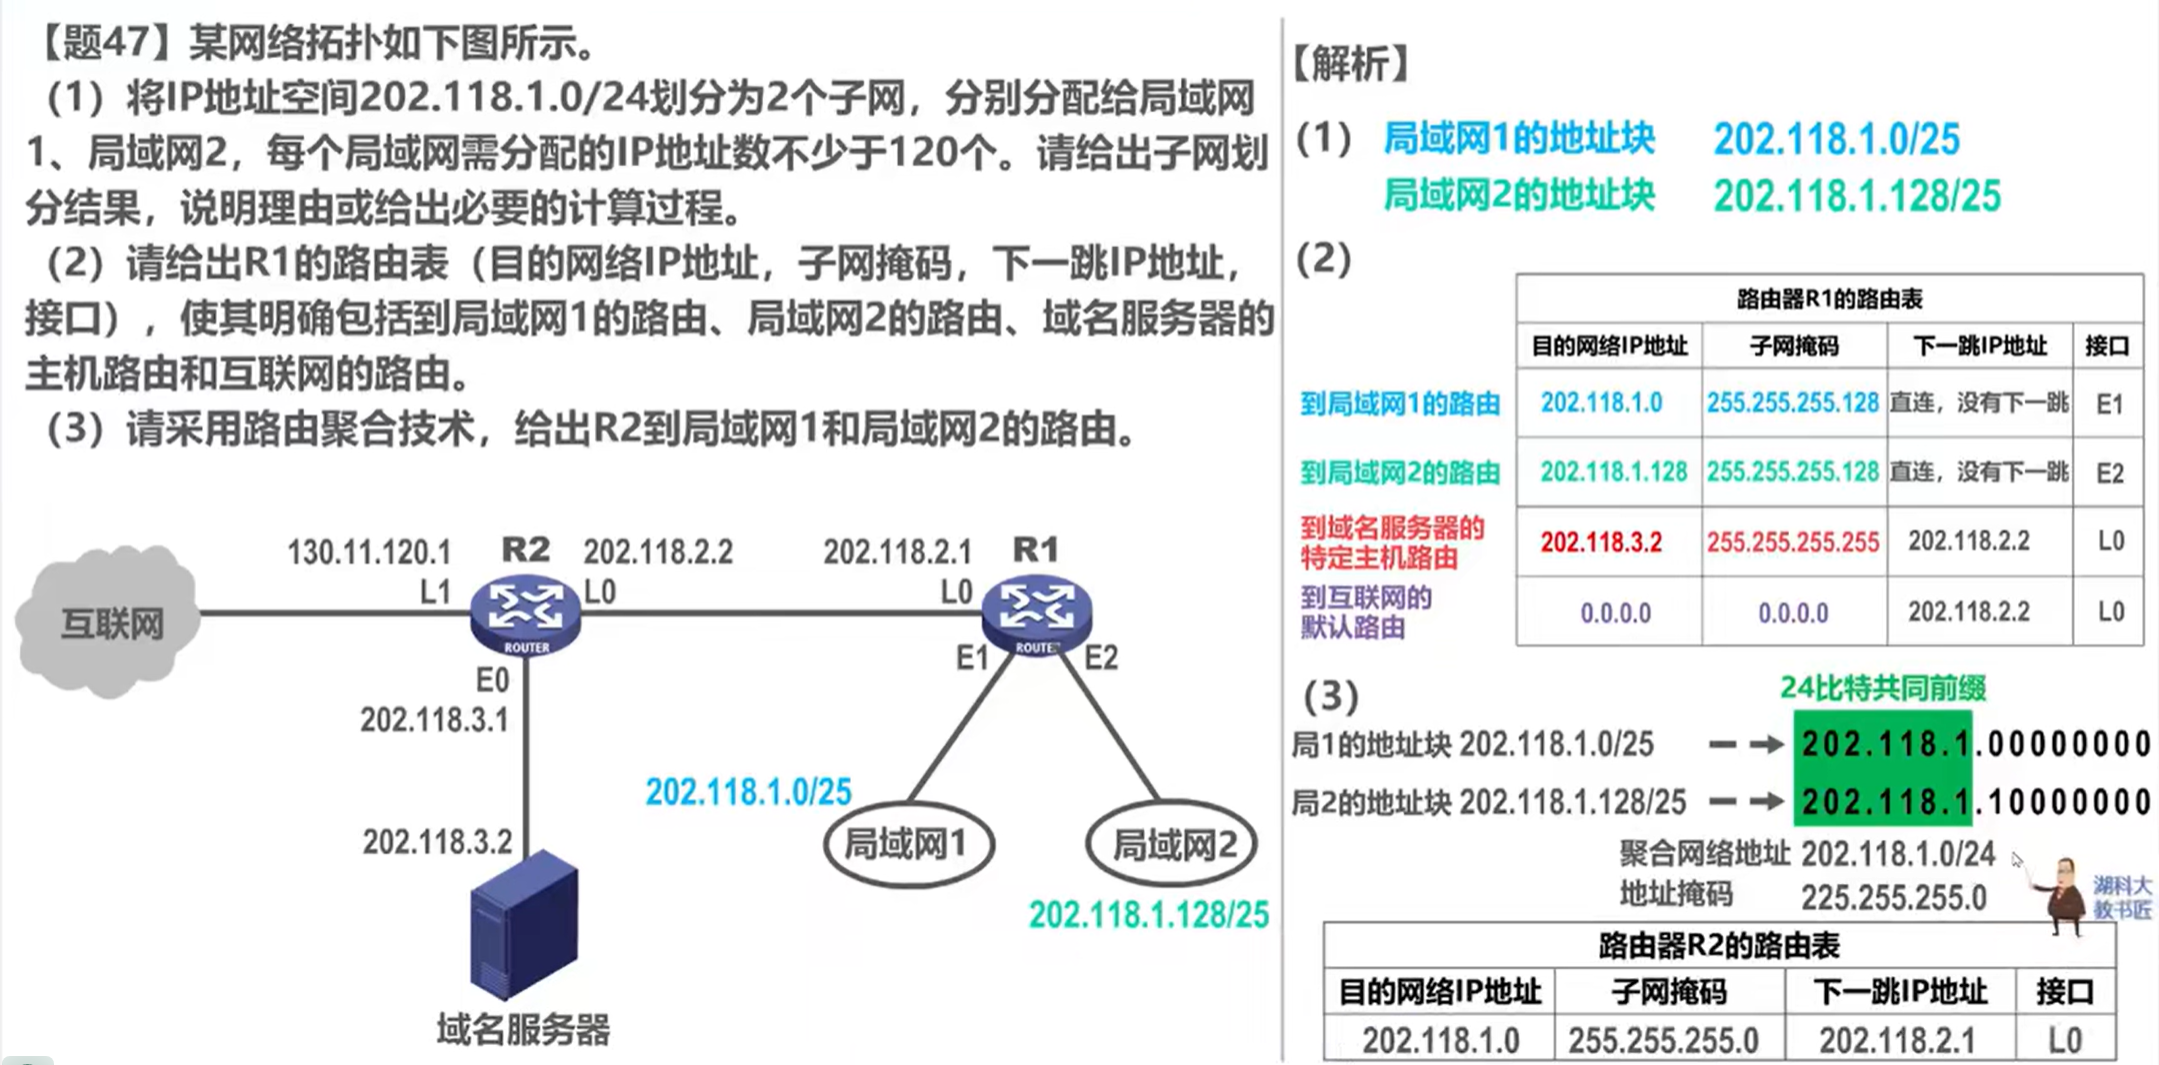 【题47】某网络拓扑如下图所示。
（1）将IP地址空间202.118.1.0/24划分为2个子网，分别分配给局域网
1、局域网2，每个局域网需分配的IP地址数不少于120个。请给出子网划
分结果，说明理由或给出必要的计算过程。
（2）请给出R1的路由表（目的网络IP地址，子网掩码，下一跳IP地址，
接口），使其明确包括到局域网1的路由、局域网2的路由、域名服务器的
主机路由和互联网的路由。
（3）请采用路由聚合技术，给出R2到局域网1和局域网2的路由。
130.11.120.1 R2 202.118.2.2 202.118.2.1 R1
L1 L0 L0
互联网
ROUTER ROUTER
E0 E1 E2
202.118.3.1
202.118.1.0/25
202.118.3.2 局域网1 局域网2
202.118.1.128/25
域名服务器
【解析】
（1） 局域网1的地址块 202.118.1.0/25
局域网2的地址块 202.118.1.128/25
（2）
路由器R1的路由表
目的网络IP地址 子网掩码 下一跳IP地址 接口
到局域网1的路由 202.118.1.0 255.255.255.128 直连，没有下一跳 E1
到局域网2的路由 202.118.1.128 255.255.255.128 直连，没有下一跳 E2
到域名服务器的
特定主机路由 202.118.3.2 255.255.255.255 202.118.2.2 L0
到互联网的
默认路由 0.0.0.0 0.0.0.0 202.118.2.2 L0
（3） 24比特共同前缀
局1的地址块 202.118.1.0/25 202.118.1.00000000
局2的地址块 202.118.1.128/25 202.118.1.10000000
聚合网络地址 202.118.1.0/24
地址掩码 225.255.255.0
湖科大
教书匠
路由器R2的路由表
目的网络IP地址 子网掩码 下一跳IP地址 接口
202.118.1.0 255.255.255.0 202.118.2.1 L0